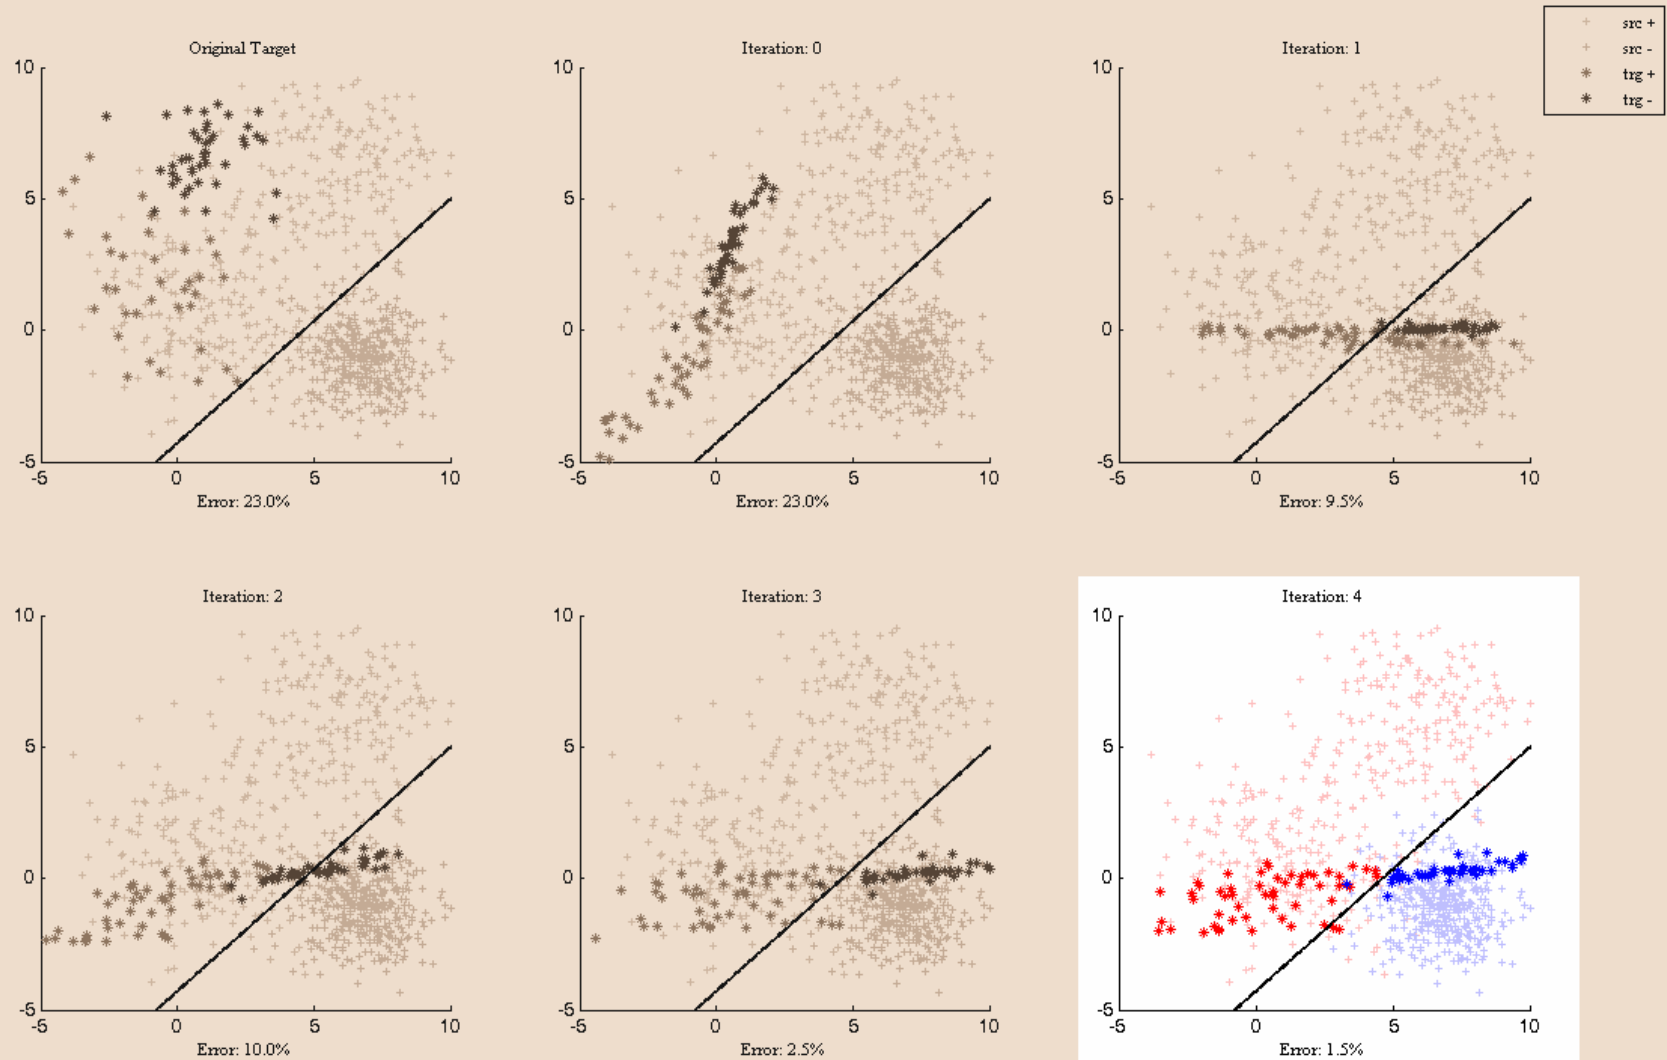 src +
src -
trg +
trg -
Original Target
10
5
0
-5
-5 0 5 10
Error: 23.0%
Iteration: 0
10
5
0
-5
-5 0 5 10
Error: 23.0%
Iteration: 1
10
5
0
-5
-5 0 5 10
Error: 9.5%
Iteration: 2
10
5
0
-5
-5 0 5 10
Error: 10.0%
Iteration: 3
10
5
0
-5
-5 0 5 10
Error: 2.5%
Iteration: 4
10
5
0
-5
-5 0 5 10
Error: 1.5%